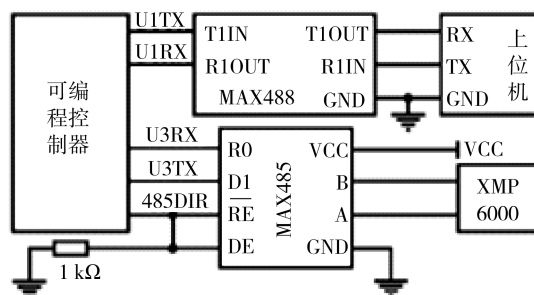 U1TX
T1IN
T1OUT
RX
上位机
U1RX
R1OUT
R1IN
TX
MAX488
GND
GND
可编程控制器
U3RX
R0
VCC
VCC
U3TX
D1
MAX485
B
XMP
6000
485DIR
RE
A
DE
GND
1 kΩ